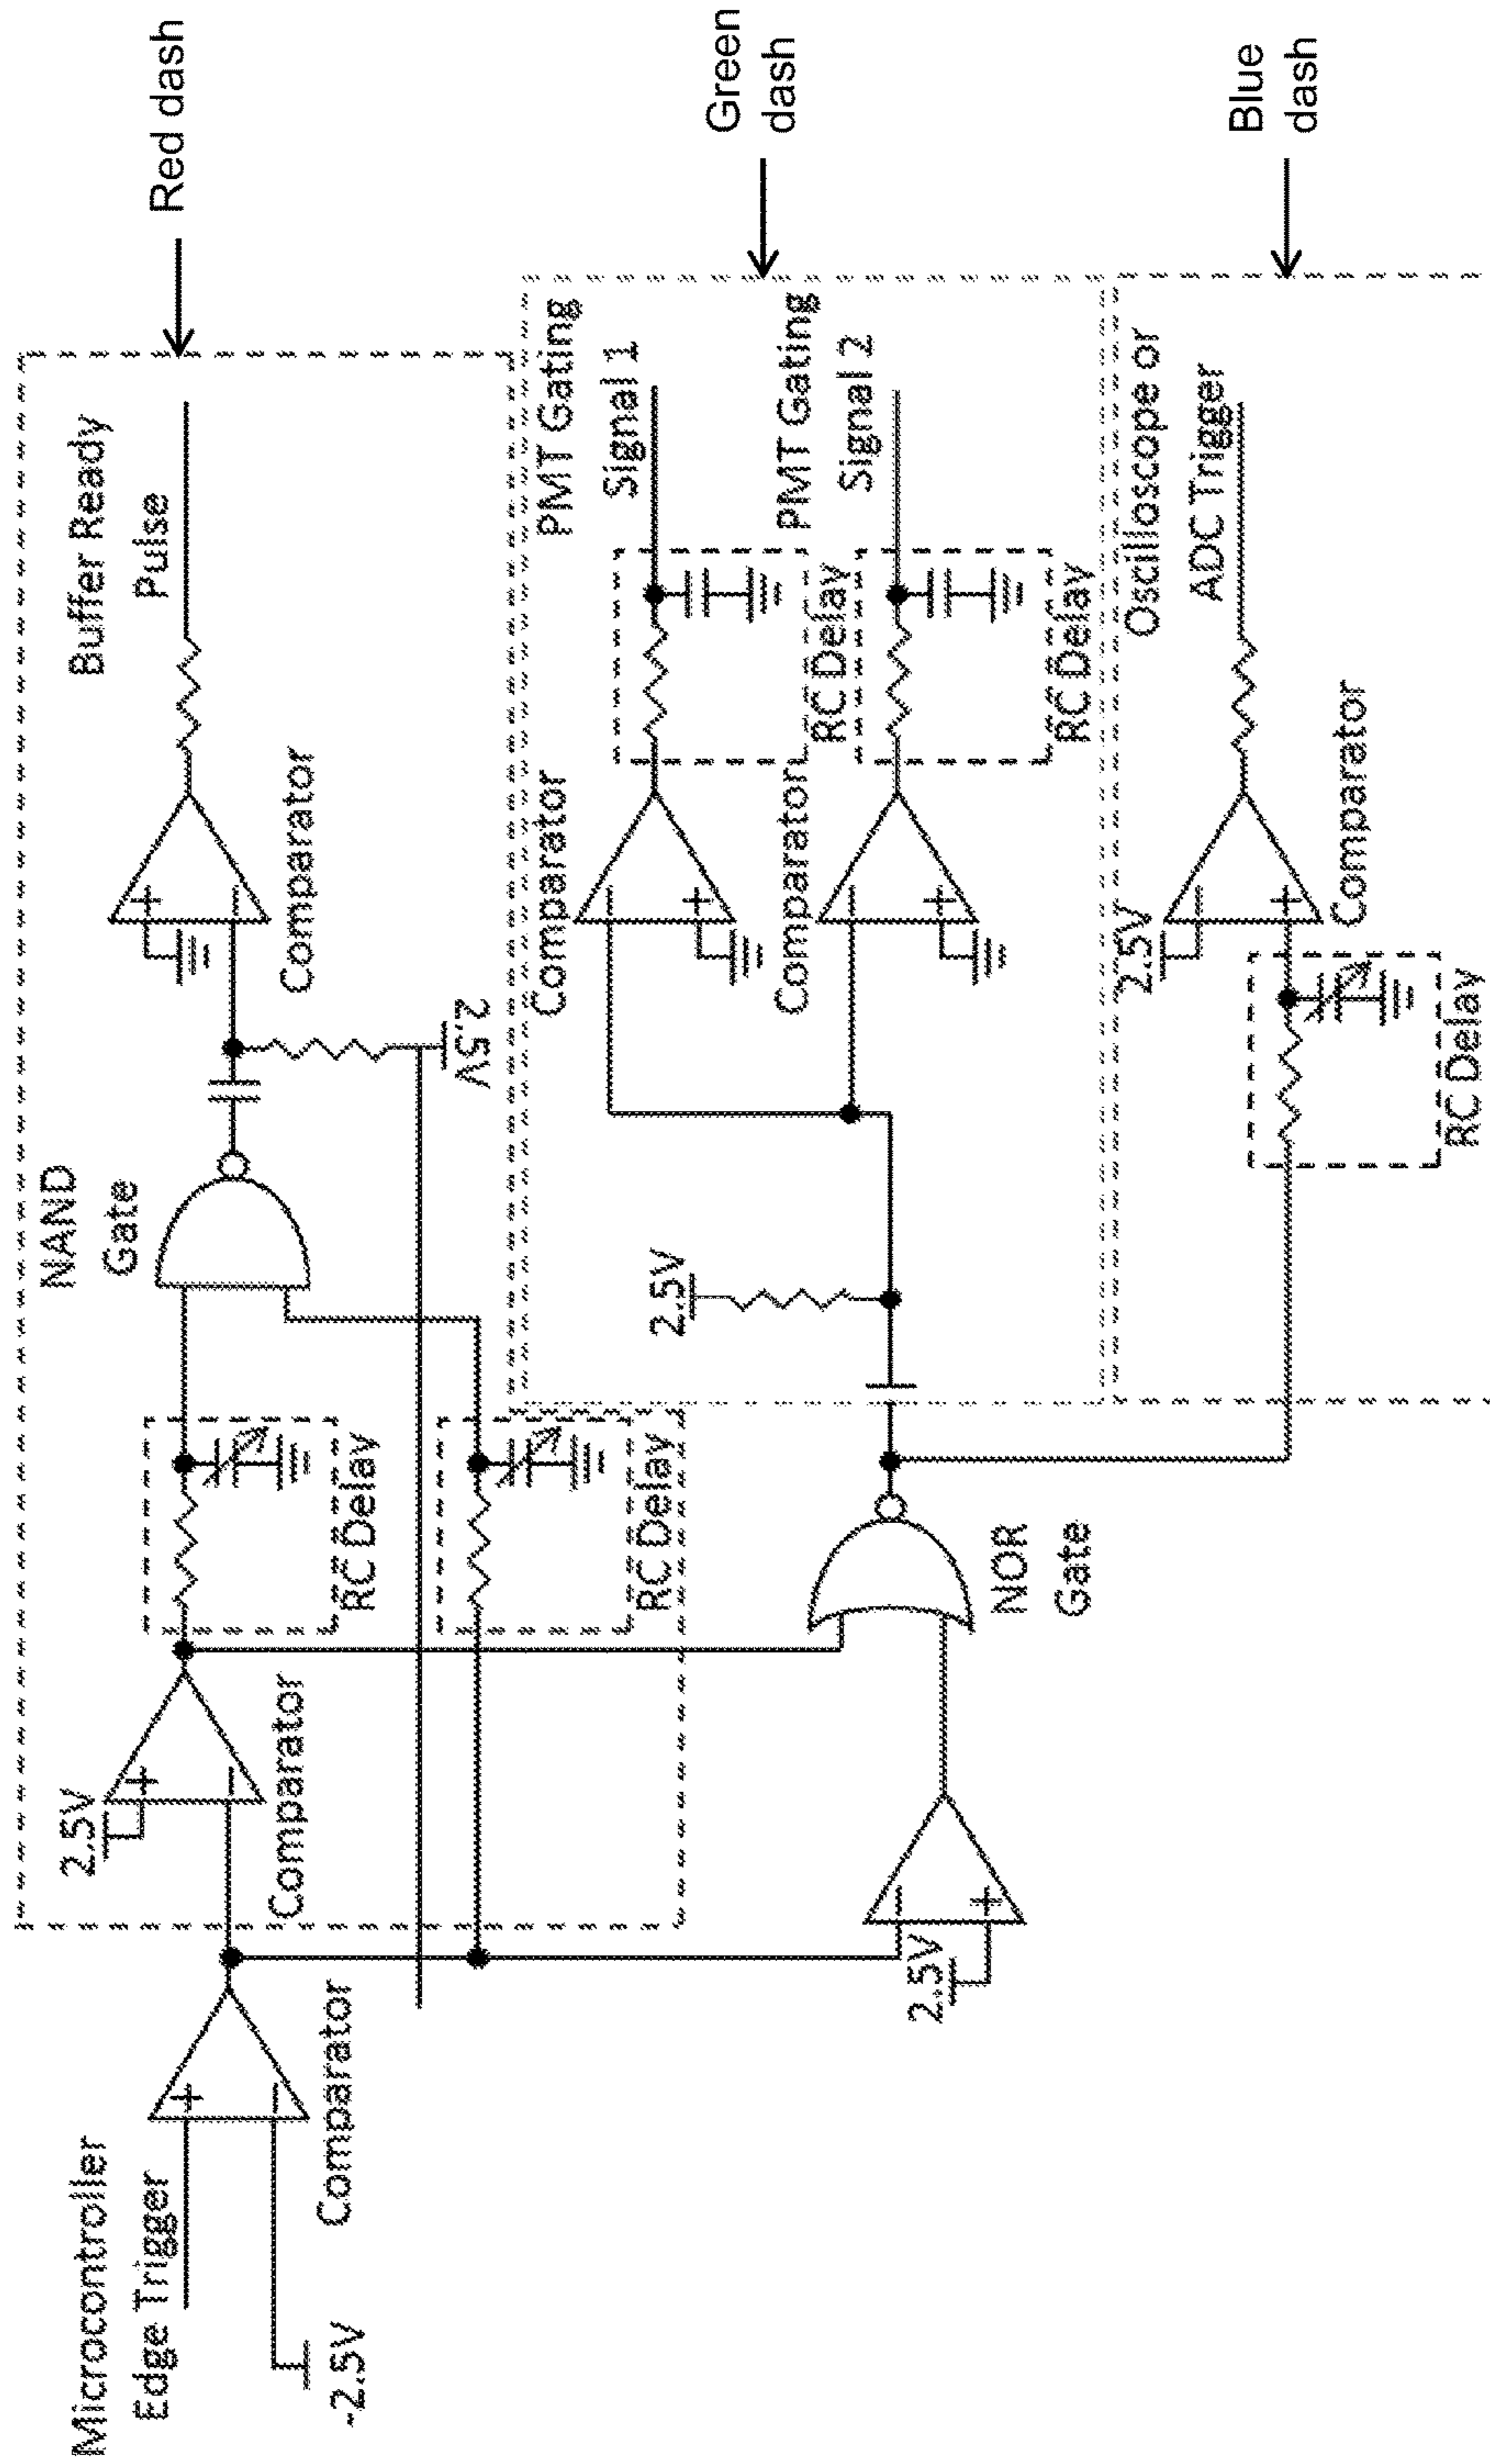 Microcontroller
Edge Trigger
-2.5V
Comparator
2.5V
Comparator
RC Delay
RC Delay
NAND
Gate
2.5V
Comparator
Buffer Ready
Pulse
Red dash
2.5V
NOR
Gate
2.5V
Comparator
Comparator
RC Delay
RC Delay
PMT Gating
Signal 1
PMT Gating
Signal 2
Green
dash
RC Delay
2.5V
Comparator
Oscilloscope or
ADC Trigger
Blue
dash